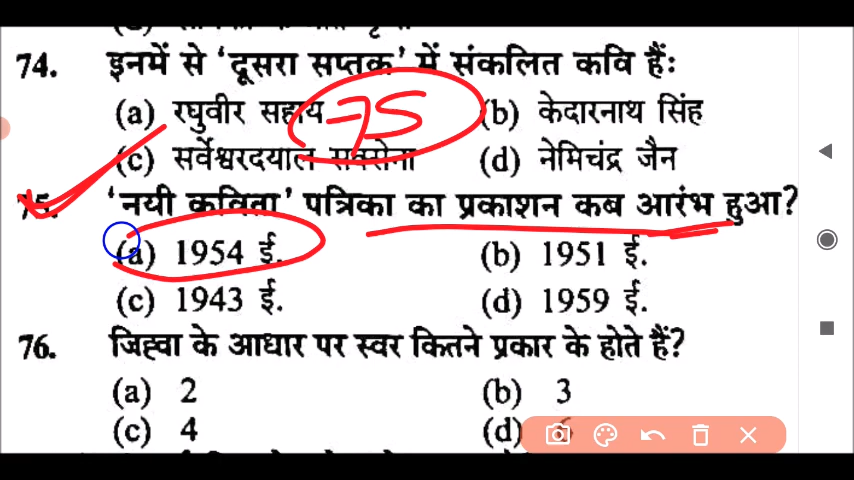 74. इनमें से 'दूसरा सप्तक' में संकलित कवि हैंः
(a) रघुवीर सहाय (b) केदारनाथ सिंह
75
(c) सर्वेश्वरदयाल सक्सेना (d) नेमिचंद्र जैन
75. 'नयी कविता' पत्रिका का प्रकाशन कब आरंभ हुआ?
(a) 1954 ई. (b) 1951 ई.
(c) 1943 ई. (d) 1959 ई.
76. जिह्वा के आधार पर स्वर कितने प्रकार के होते हैं?
(a) 2 (b) 3
(c) 4 (d)